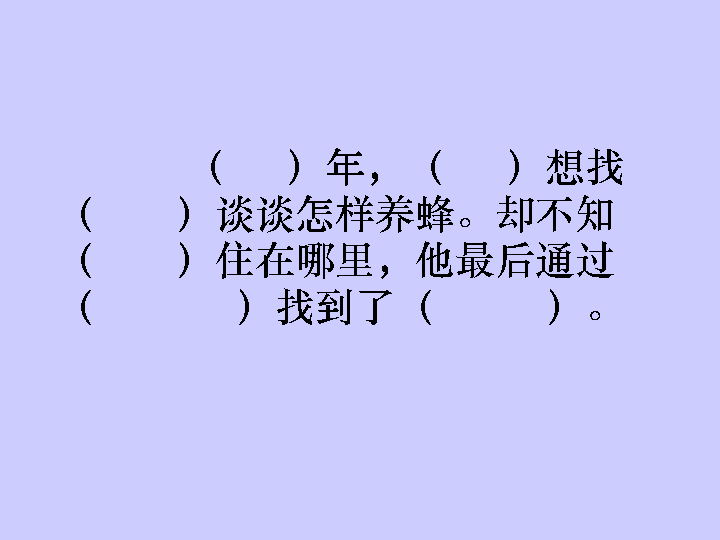 （　　）年，（　　）想找
（　　）谈谈怎样养蜂。却不知
（　　）住在哪里，他最后通过
（　　　）找到了（　　　）。